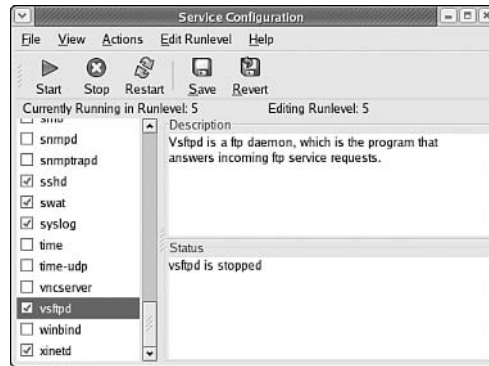 Service Configuration
File View Actions Edit Runlevel Help
Start Stop Restart Save Revert
Currently Running in Runlevel: 5 Editing Runlevel: 5
smb
snmpd
snmptrapd
sshd
swat
syslog
time
time-udp
vncserver
vsftpd
winbind
xinetd
Description
Vsftpd is a ftp daemon, which is the program that
answers incoming ftp service requests.
Status
vsftpd is stopped